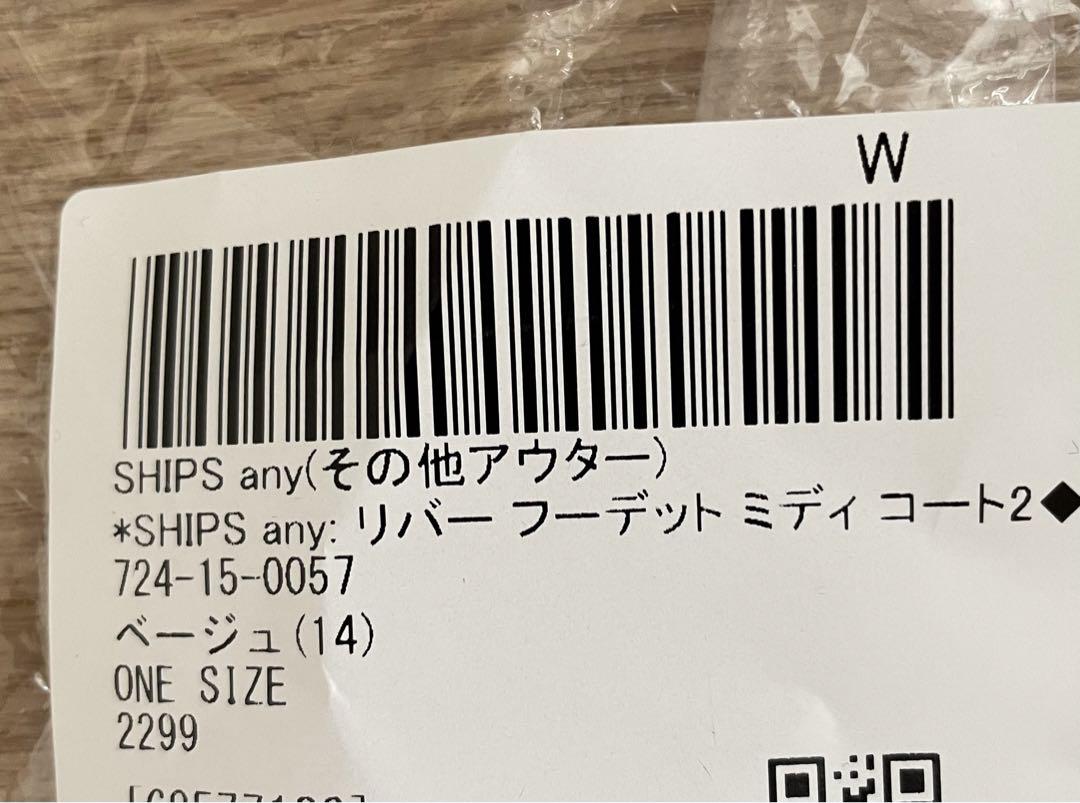 W
SHIPS any(その他アウター)
*SHIPS any: リバー フーデット ミディ コート2◆
724-15-0057
ベージュ(14)
ONE SIZE
2299